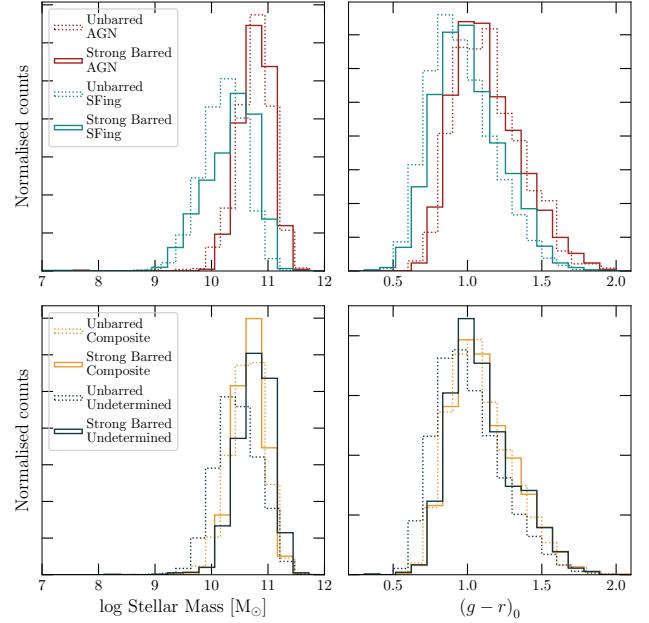 Normalised counts
Unbarred
AGN
Strong Barred
AGN
Unbarred
SFing
Strong Barred
SFing
7 8 9 10 11 12
0.5 1.0 1.5 2.0
Normalised counts
Unbarred
Composite
Strong Barred
Composite
Unbarred
Undetermined
Strong Barred
Undetermined
7 8 9 10 11 12
0.5 1.0 1.5 2.0
log Stellar Mass [M☉]
(g − r)₀